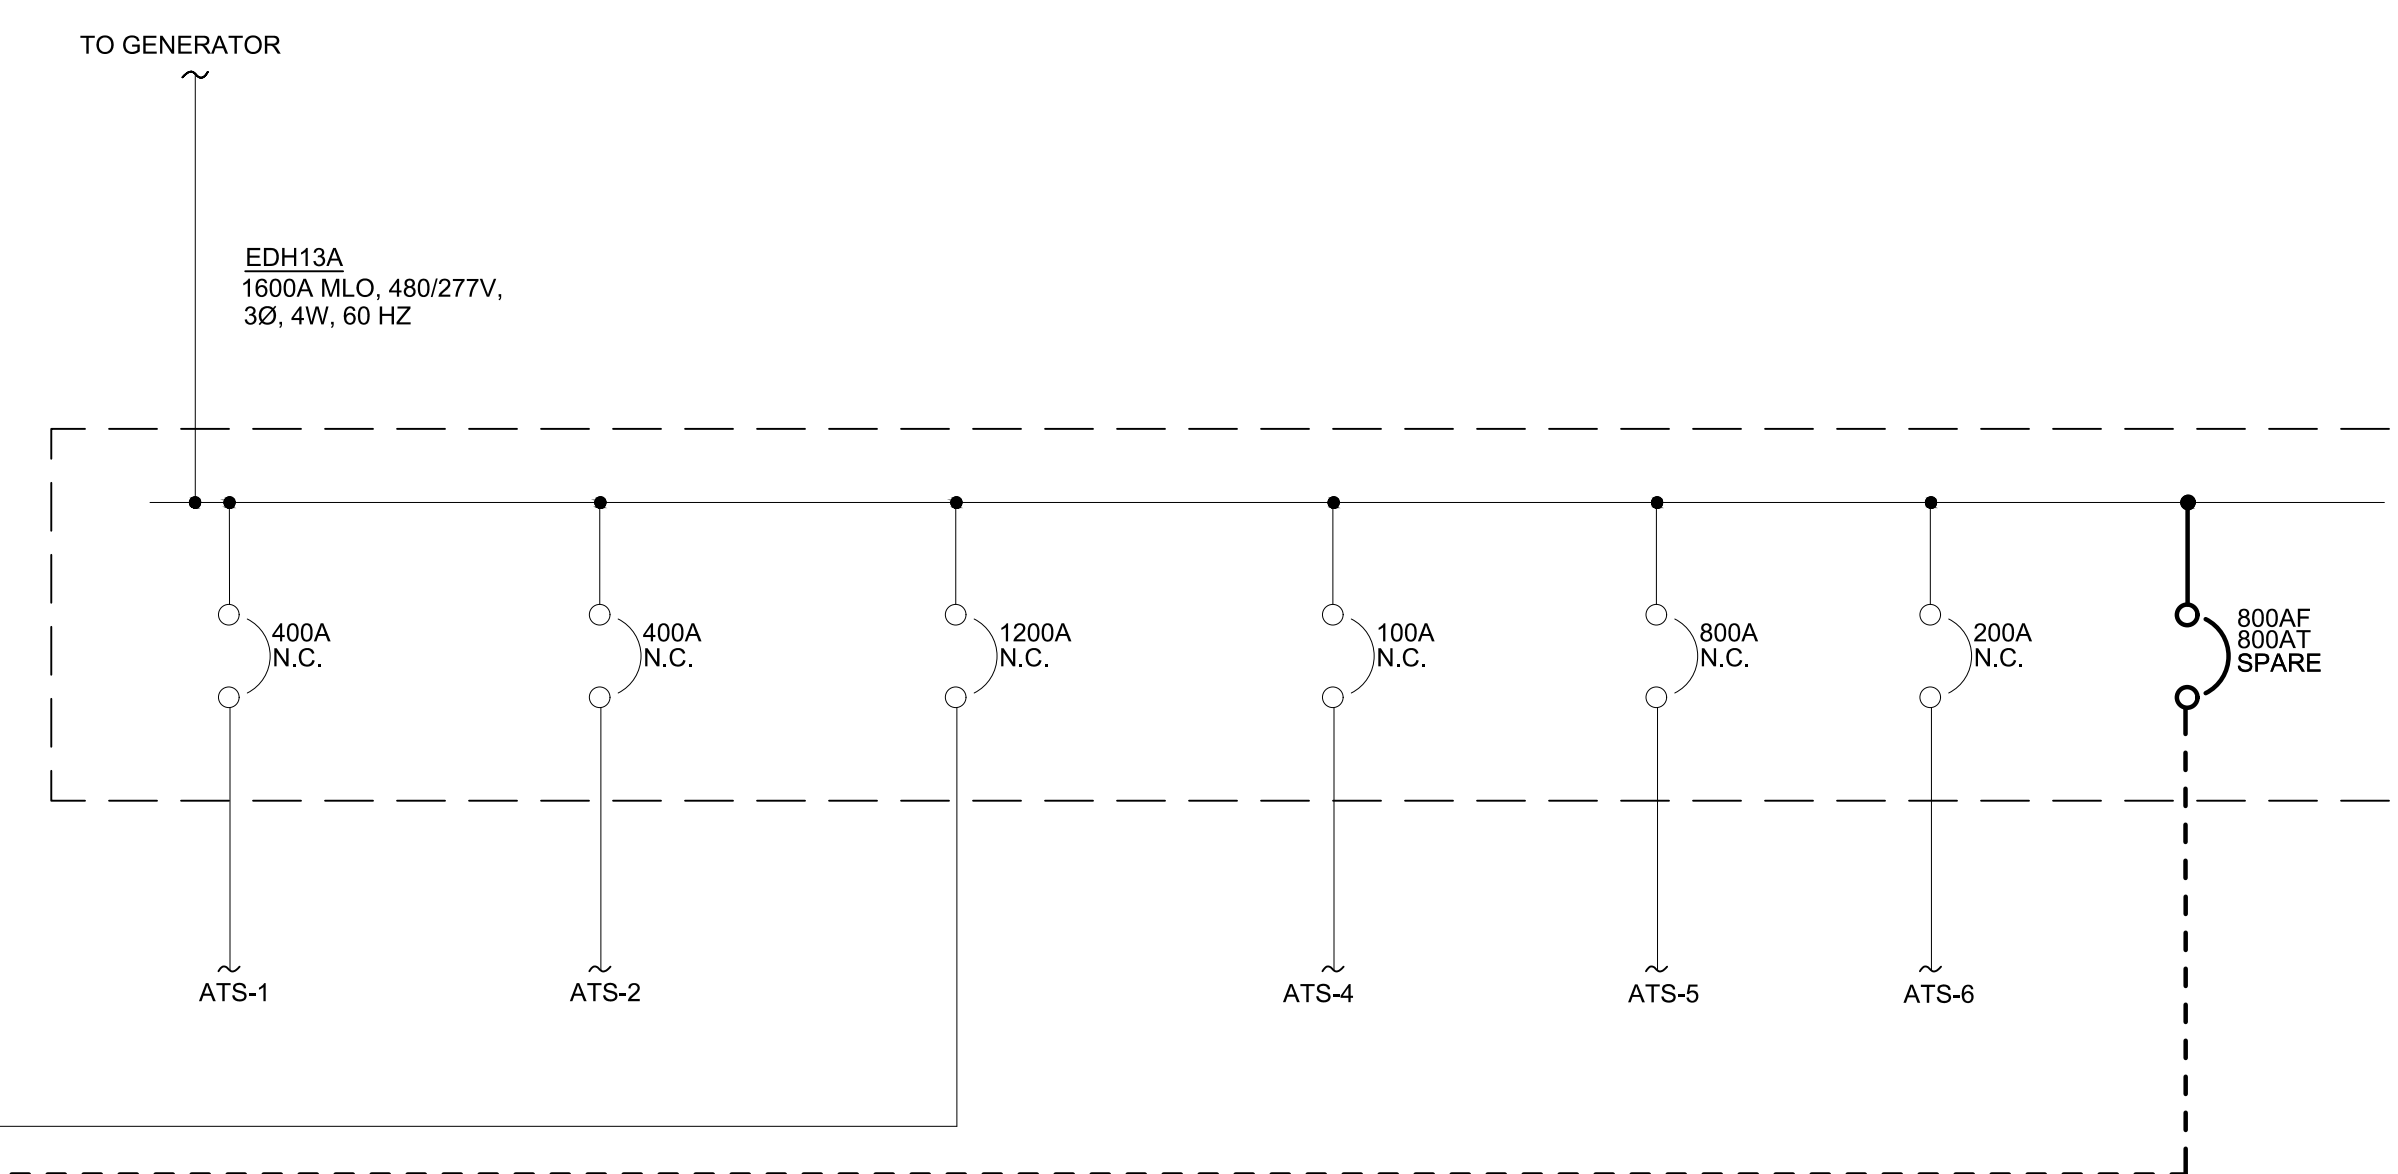 TO GENERATOR
EDH13A
1600A MLO, 480/277V,
3Ø, 4W, 60 HZ
400A
N.C.
400A
N.C.
1200A
N.C.
100A
N.C.
800A
N.C.
200A
N.C.
800AF
800AT
SPARE
ATS-1
ATS-2
ATS-4
ATS-5
ATS-6